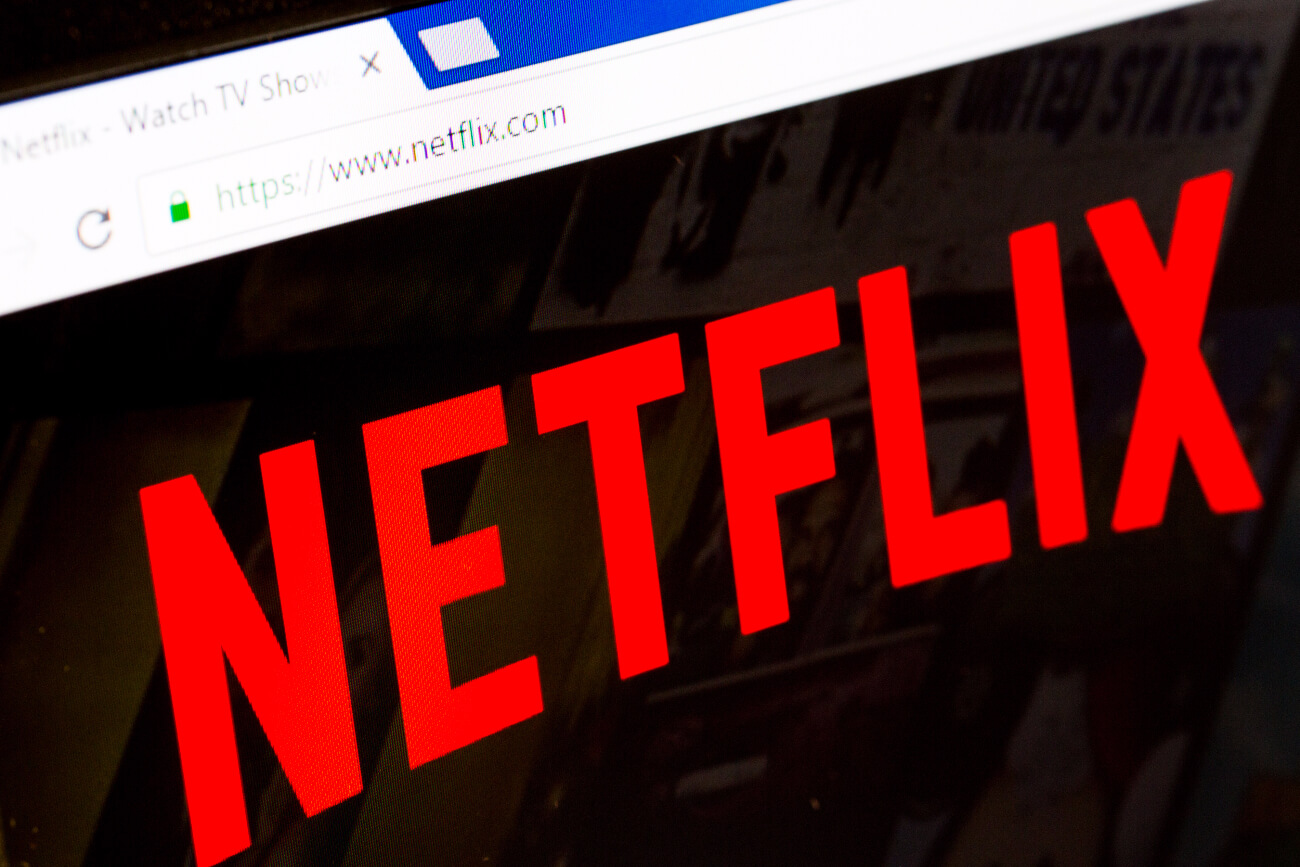 Netflix - Watch TV Show
https://www.netflix.com
UNITED STATES
NETFLIX